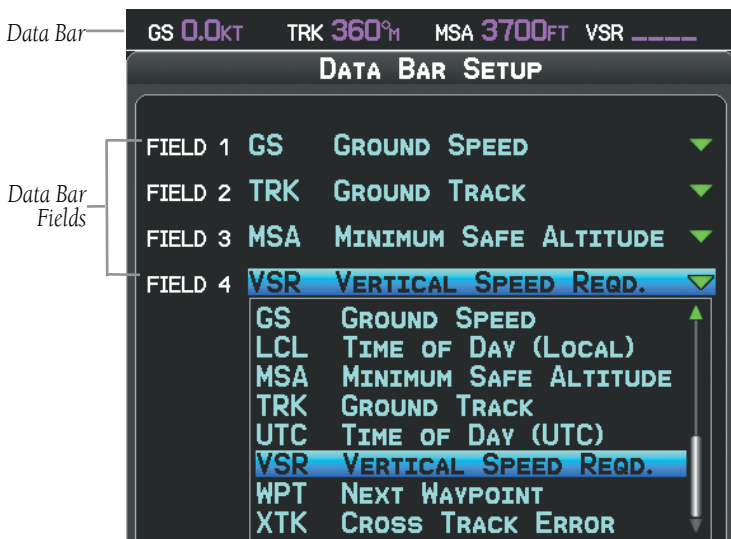 Data Bar
GS 0.0KT TRK 360°M MSA 3700FT VSR ____
DATA BAR SETUP
FIELD 1 GS GROUND SPEED
FIELD 2 TRK GROUND TRACK
Data Bar
Fields
FIELD 3 MSA MINIMUM SAFE ALTITUDE
FIELD 4 VSR VERTICAL SPEED REQD.
GS GROUND SPEED
LCL TIME OF DAY (LOCAL)
MSA MINIMUM SAFE ALTITUDE
TRK GROUND TRACK
UTC TIME OF DAY (UTC)
VSR VERTICAL SPEED REQD.
WPT NEXT WAYPOINT
XTK CROSS TRACK ERROR